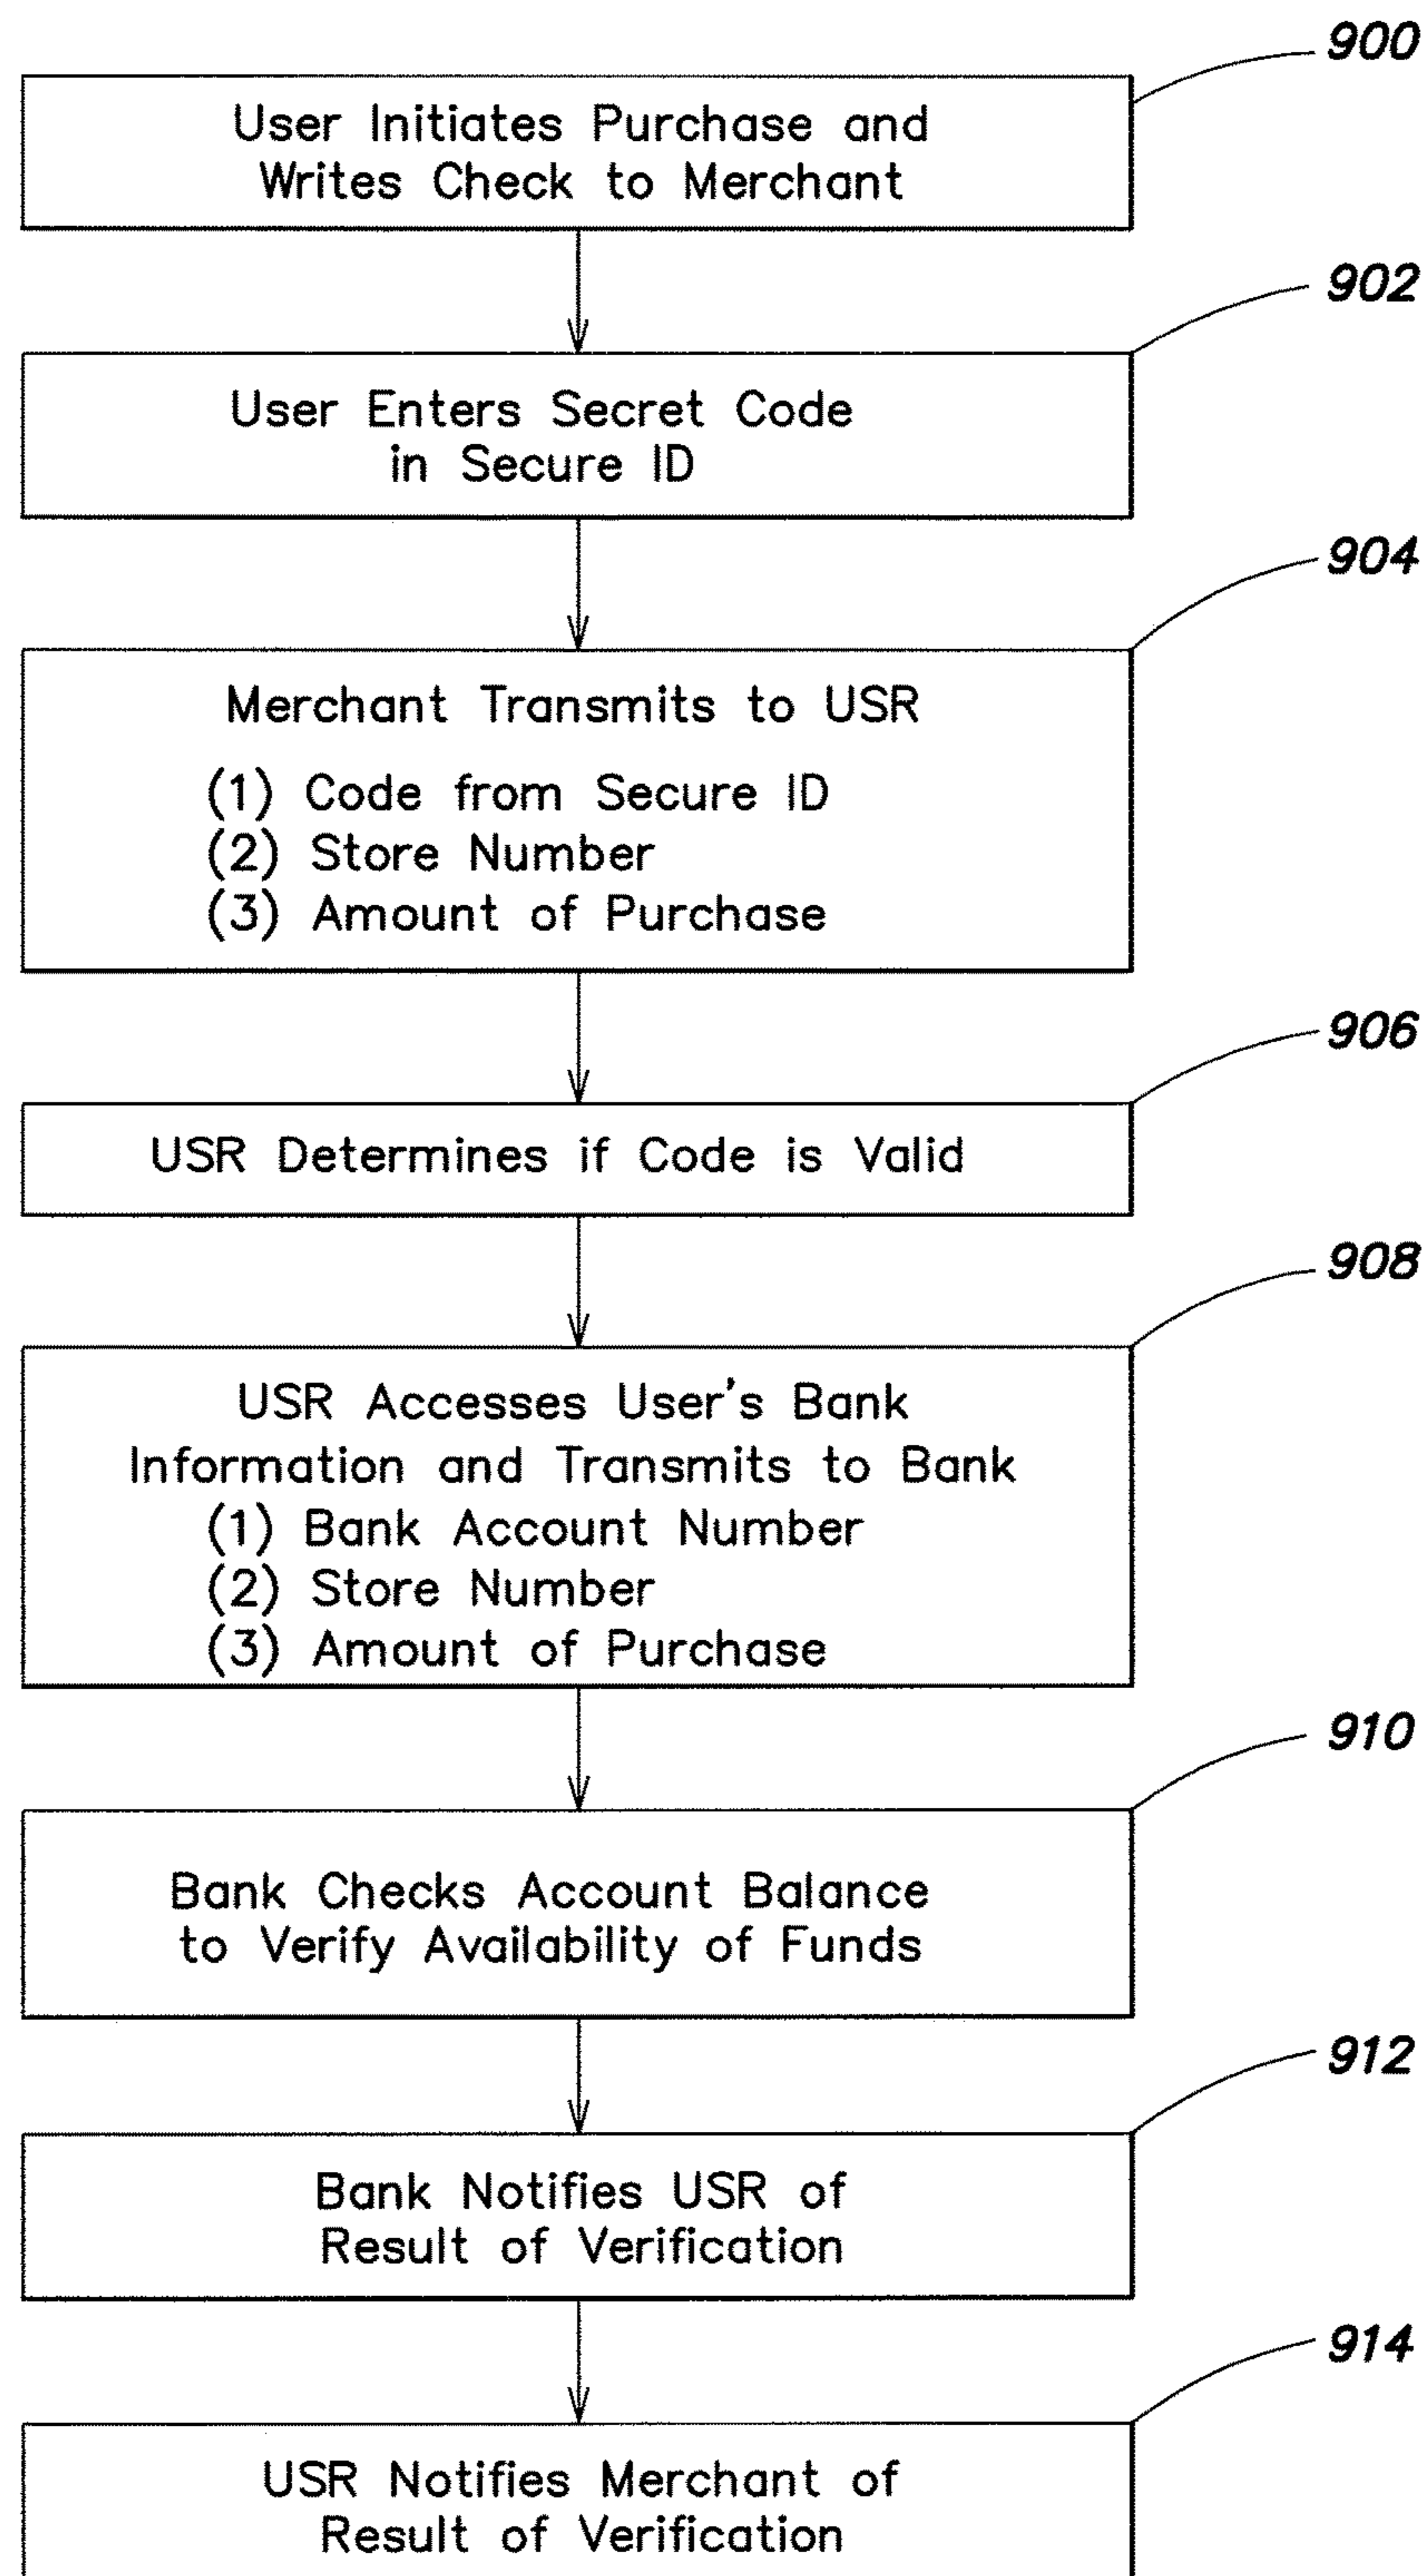 900
User Initiates Purchase and
Writes Check to Merchant
902
User Enters Secret Code
in Secure ID
904
Merchant Transmits to USR
(1) Code from Secure ID
(2) Store Number
(3) Amount of Purchase
906
USR Determines if Code is Valid
908
USR Accesses User's Bank
Information and Transmits to Bank
(1) Bank Account Number
(2) Store Number
(3) Amount of Purchase
910
Bank Checks Account Balance
to Verify Availability of Funds
912
Bank Notifies USR of
Result of Verification
914
USR Notifies Merchant of
Result of Verification